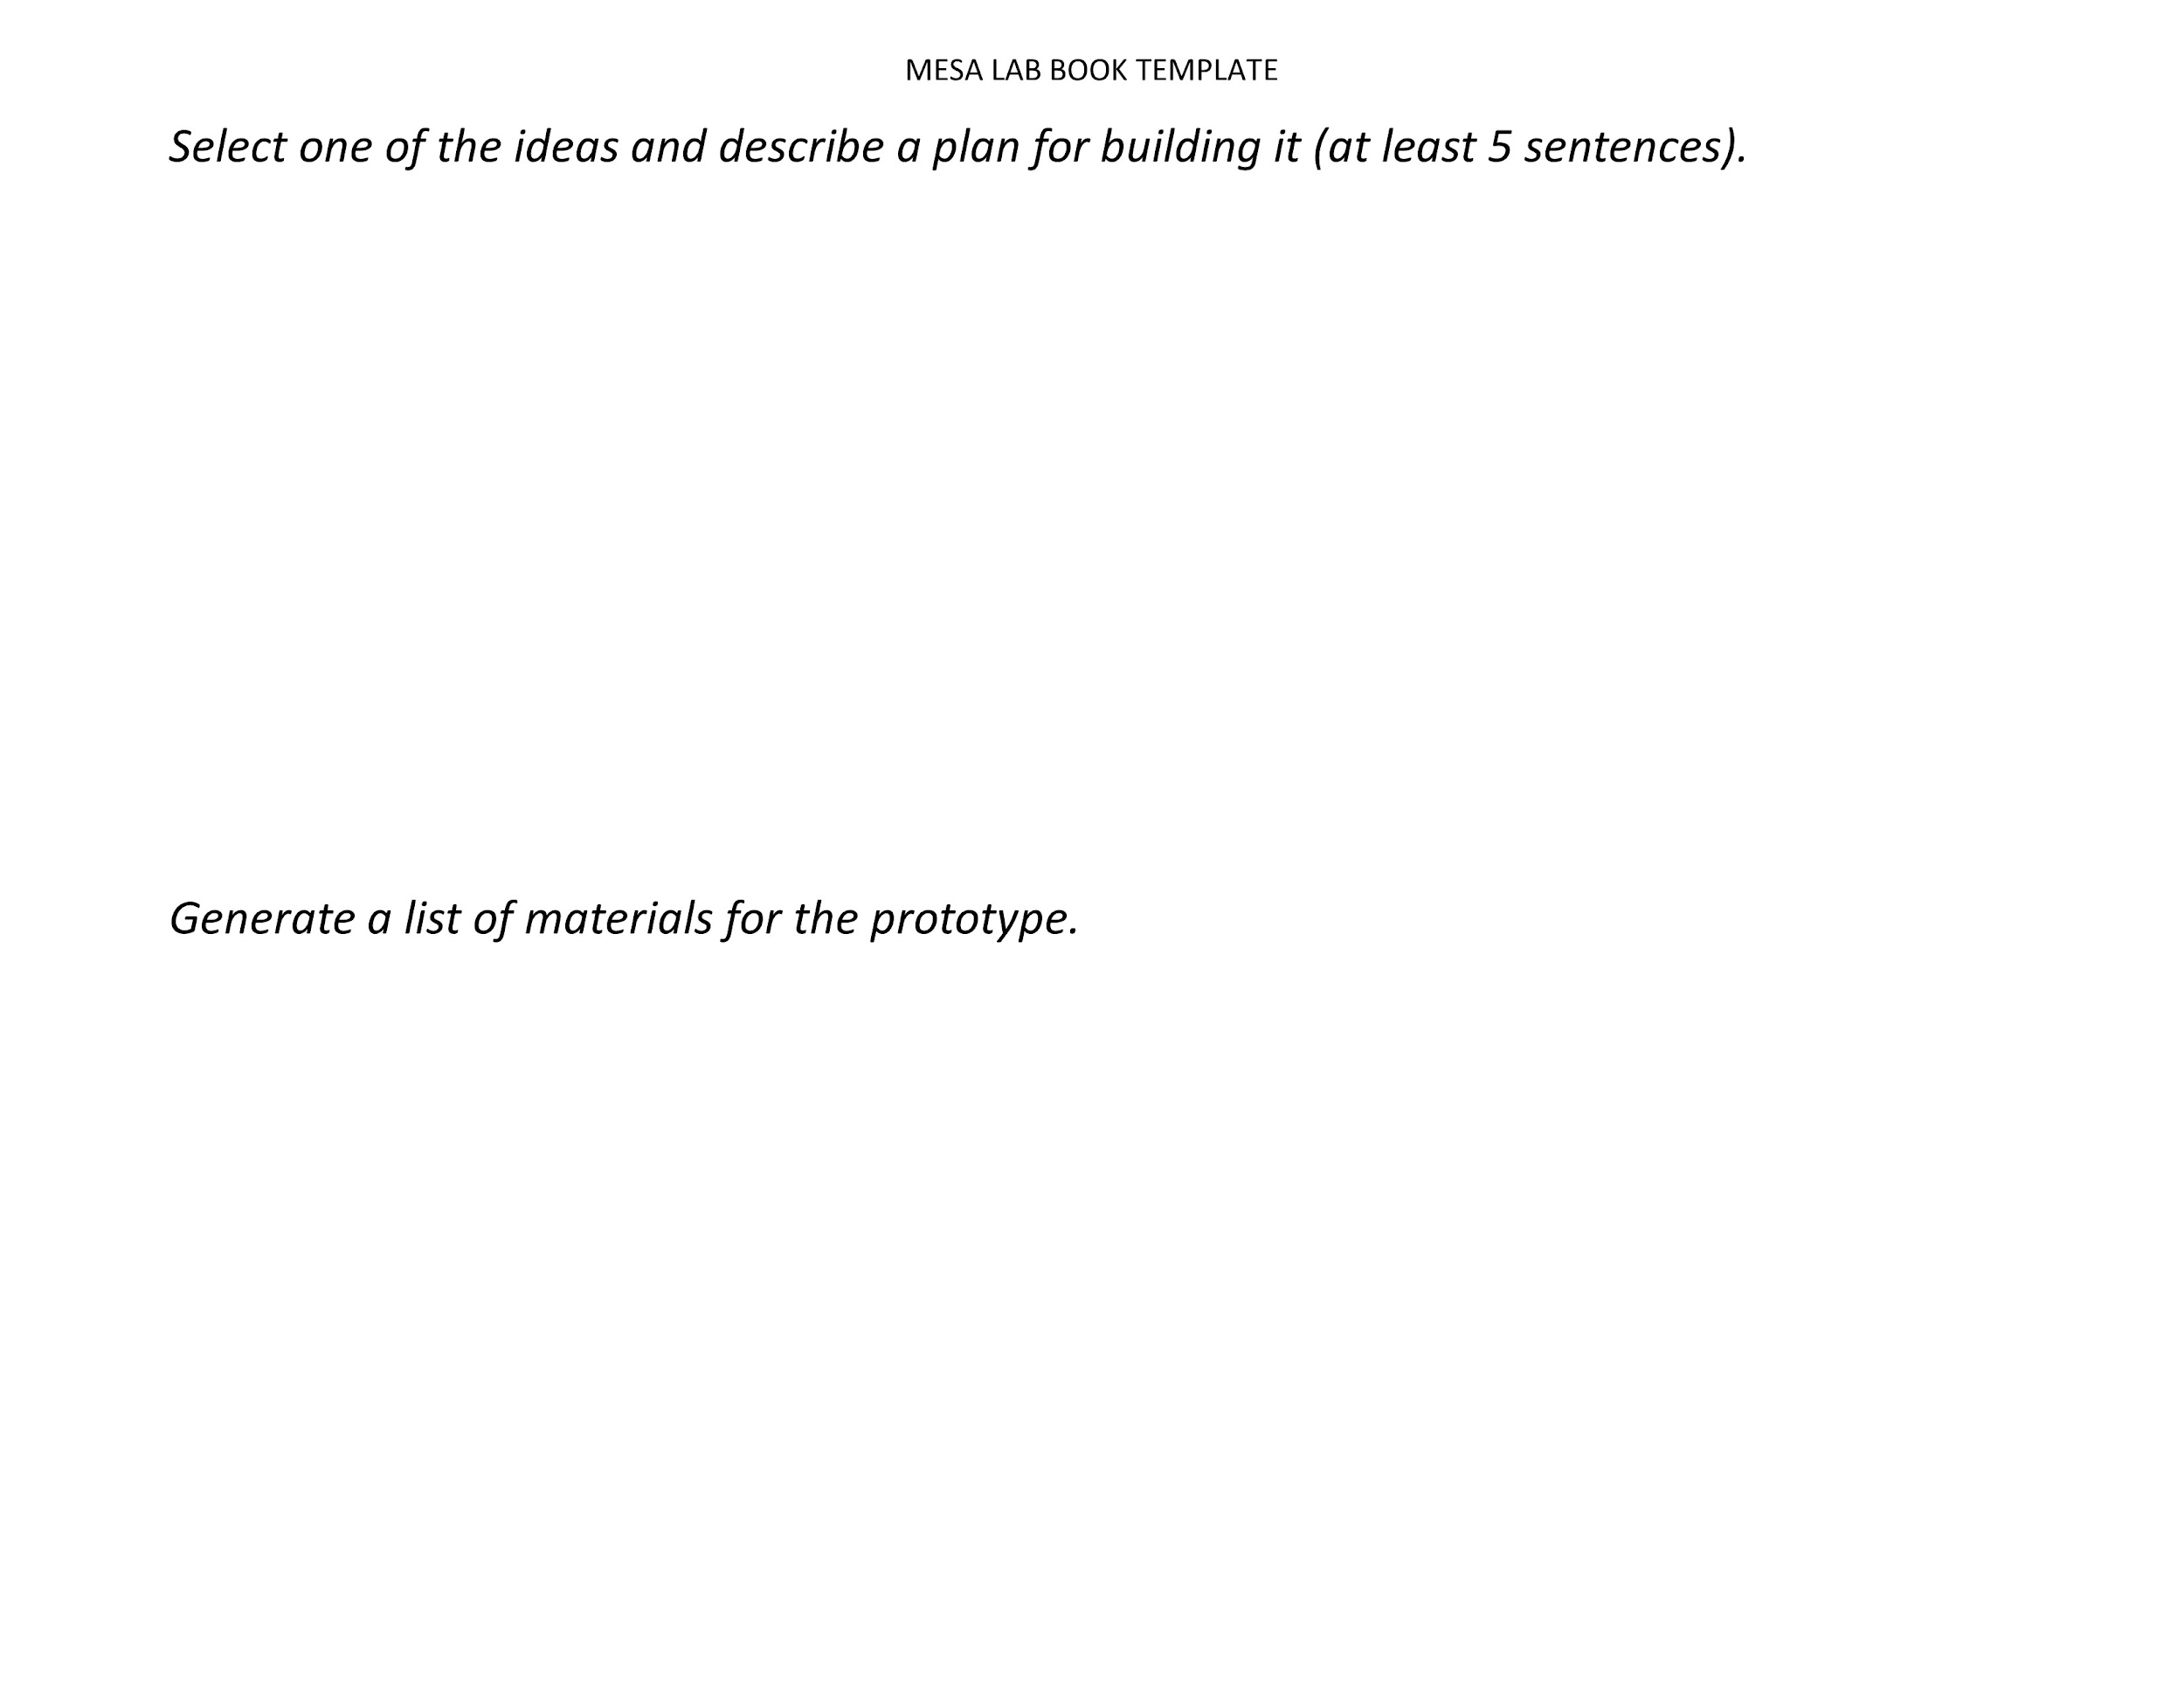 MESA LAB BOOK TEMPLATE
Select one of the ideas and describe a plan for building it (at least 5 sentences).
Generate a list of materials for the prototype.